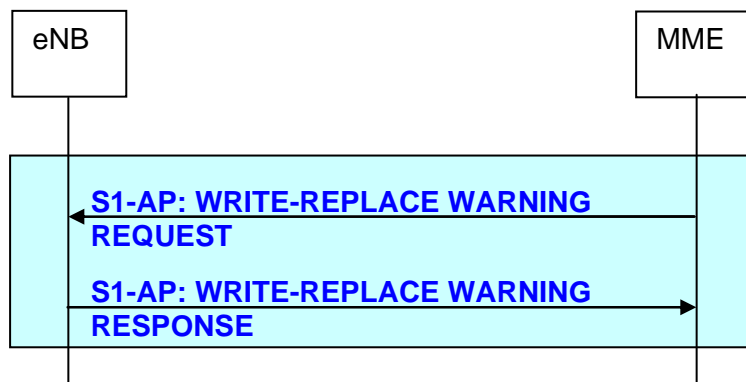 eNB
MME
S1-AP: WRITE-REPLACE WARNING
REQUEST
S1-AP: WRITE-REPLACE WARNING
RESPONSE